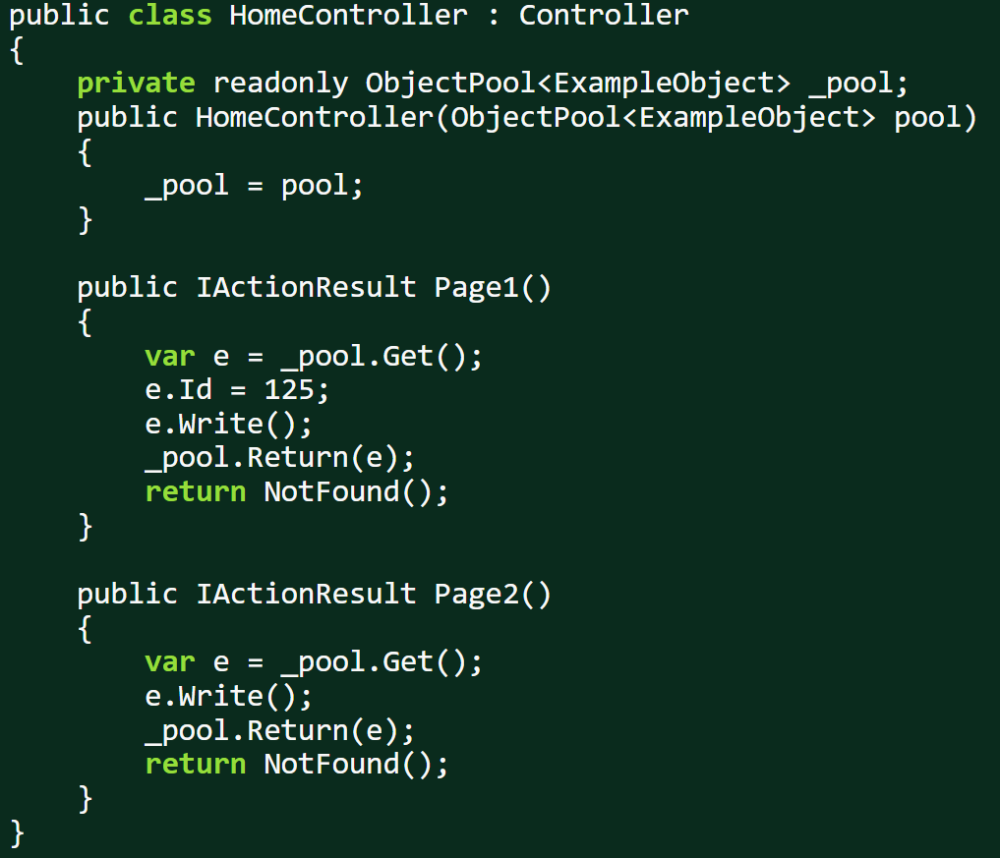 public class HomeController : Controller
{
    private readonly ObjectPool<ExampleObject> _pool;
    public HomeController(ObjectPool<ExampleObject> pool)
    {
        _pool = pool;
    }

    public IActionResult Page1()
    {
        var e = _pool.Get();
        e.Id = 125;
        e.Write();
        _pool.Return(e);
        return NotFound();
    }

    public IActionResult Page2()
    {
        var e = _pool.Get();
        e.Write();
        _pool.Return(e);
        return NotFound();
    }
}